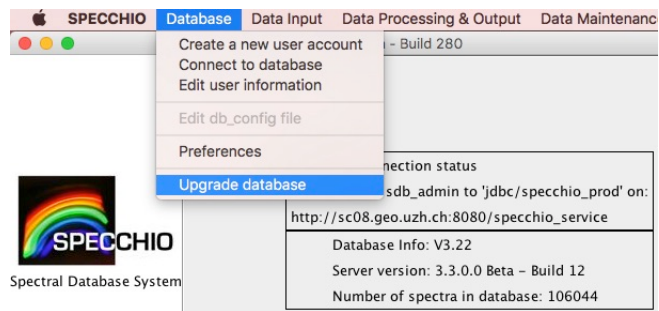 SPECCHIO Database Data Input Data Processing & Output Data Maintenanc
- Build 280
Create a new user account
Connect to database
Edit user information
Edit db_config file
Preferences
Upgrade database
nection status
sdb_admin to 'jdbc/specchio_prod' on:
http://sc08.geo.uzh.ch:8080/specchio_service
Database Info: V3.22
Server version: 3.3.0.0 Beta – Build 12
Number of spectra in database: 106044
SPECCHIO
Spectral Database System